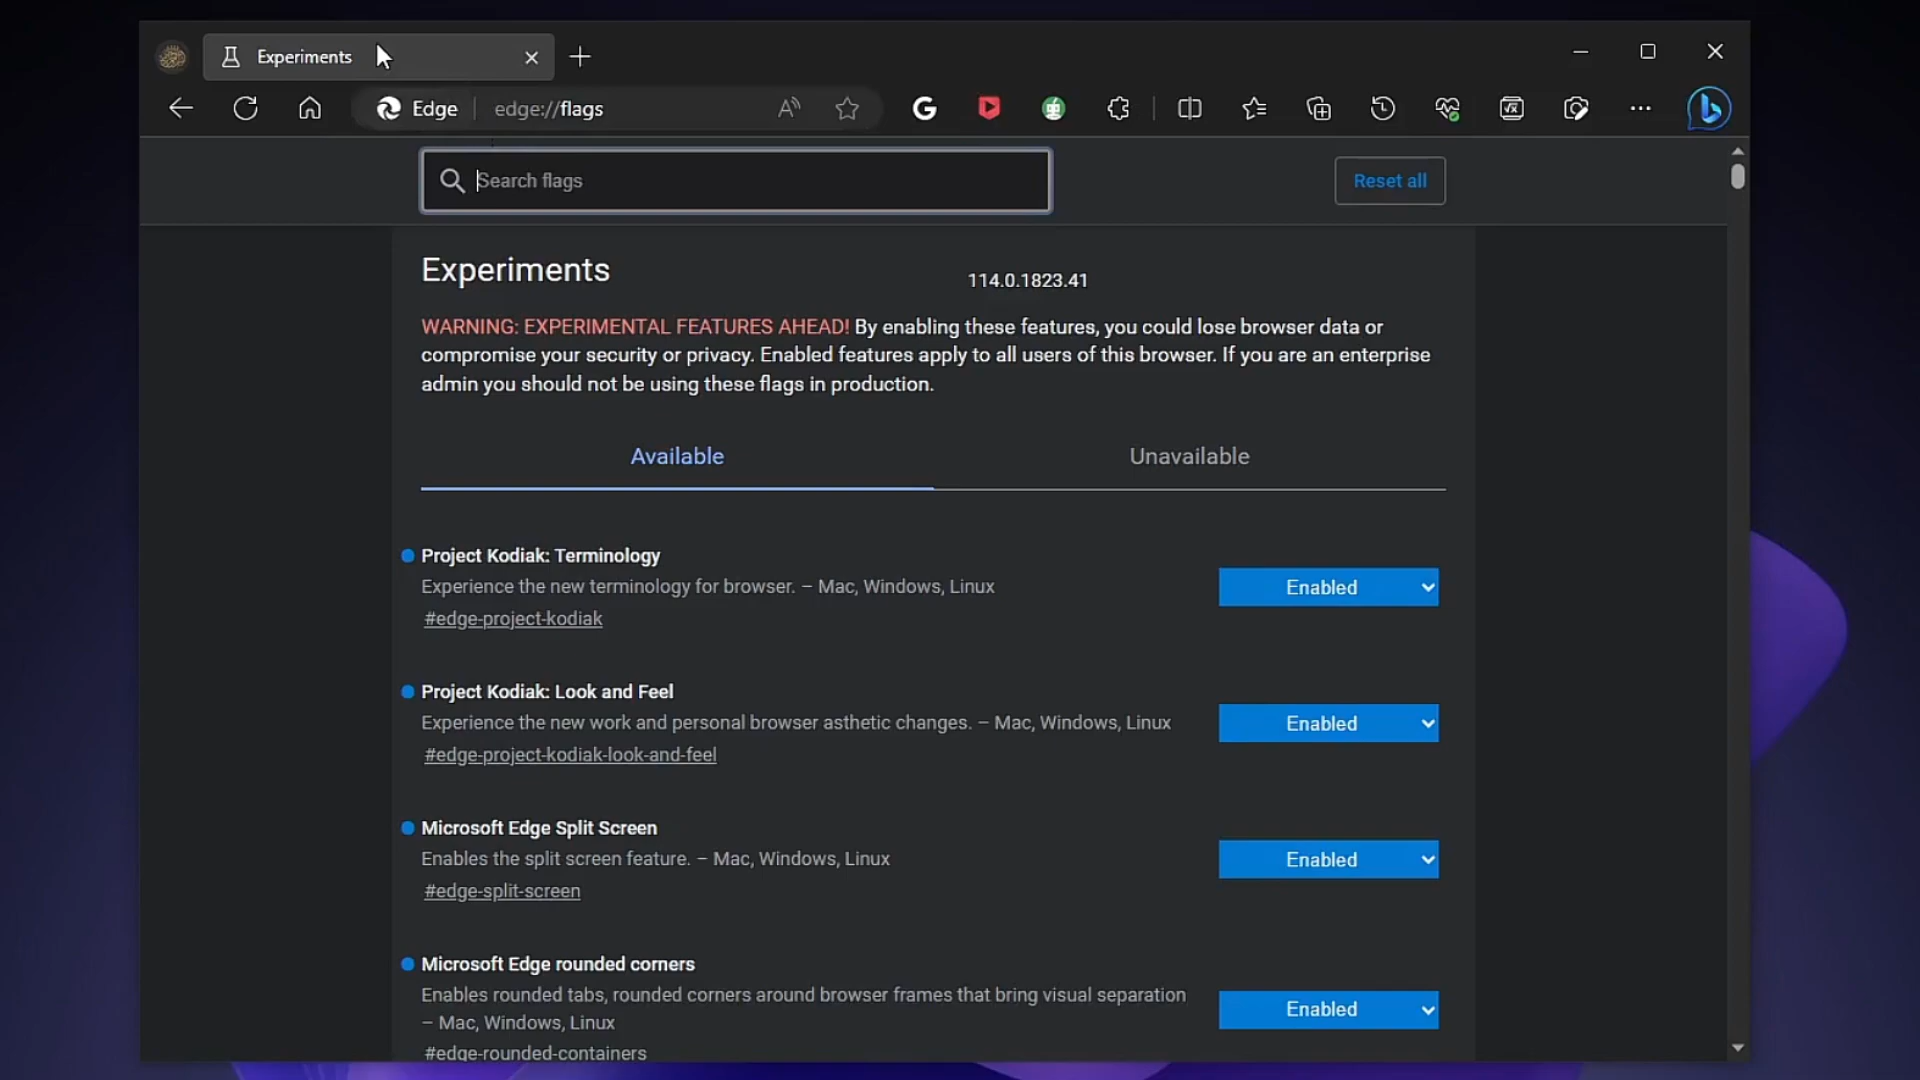 Experiments
Edge edge://flags
Search flags
Reset all
Experiments
114.0.1823.41
WARNING: EXPERIMENTAL FEATURES AHEAD! By enabling these features, you could lose browser data or
compromise your security or privacy. Enabled features apply to all users of this browser. If you are an enterprise
admin you should not be using these flags in production.
Available
Unavailable
Project Kodiak: Terminology
Experience the new terminology for browser. – Mac, Windows, Linux
#edge-project-kodiak
Enabled
Project Kodiak: Look and Feel
Experience the new work and personal browser asthetic changes. – Mac, Windows, Linux
#edge-project-kodiak-look-and-feel
Enabled
Microsoft Edge Split Screen
Enables the split screen feature. – Mac, Windows, Linux
#edge-split-screen
Enabled
Microsoft Edge rounded corners
Enables rounded tabs, rounded corners around browser frames that bring visual separation
– Mac, Windows, Linux
#edge-rounded-containers
Enabled